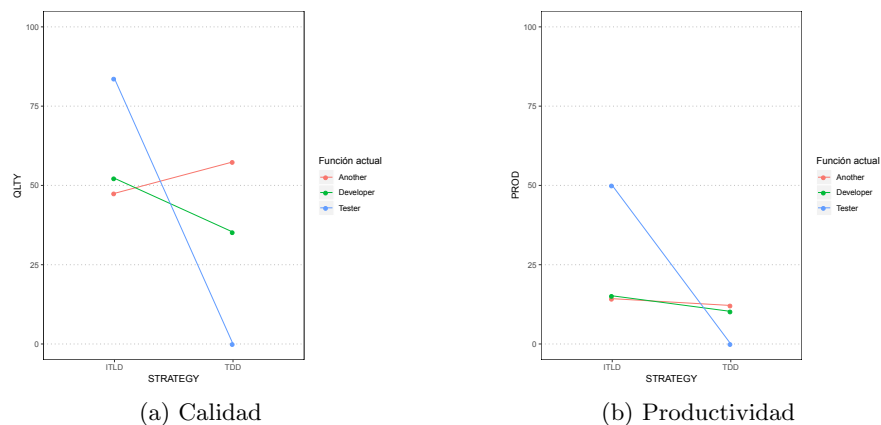 100
75
50
25
0
QLTY
ITLD
TDD
STRATEGY
Función actual
Another
Developer
Tester
(a) Calidad
100
75
50
25
0
PROD
ITLD
TDD
STRATEGY
Función actual
Another
Developer
Tester
(b) Productividad